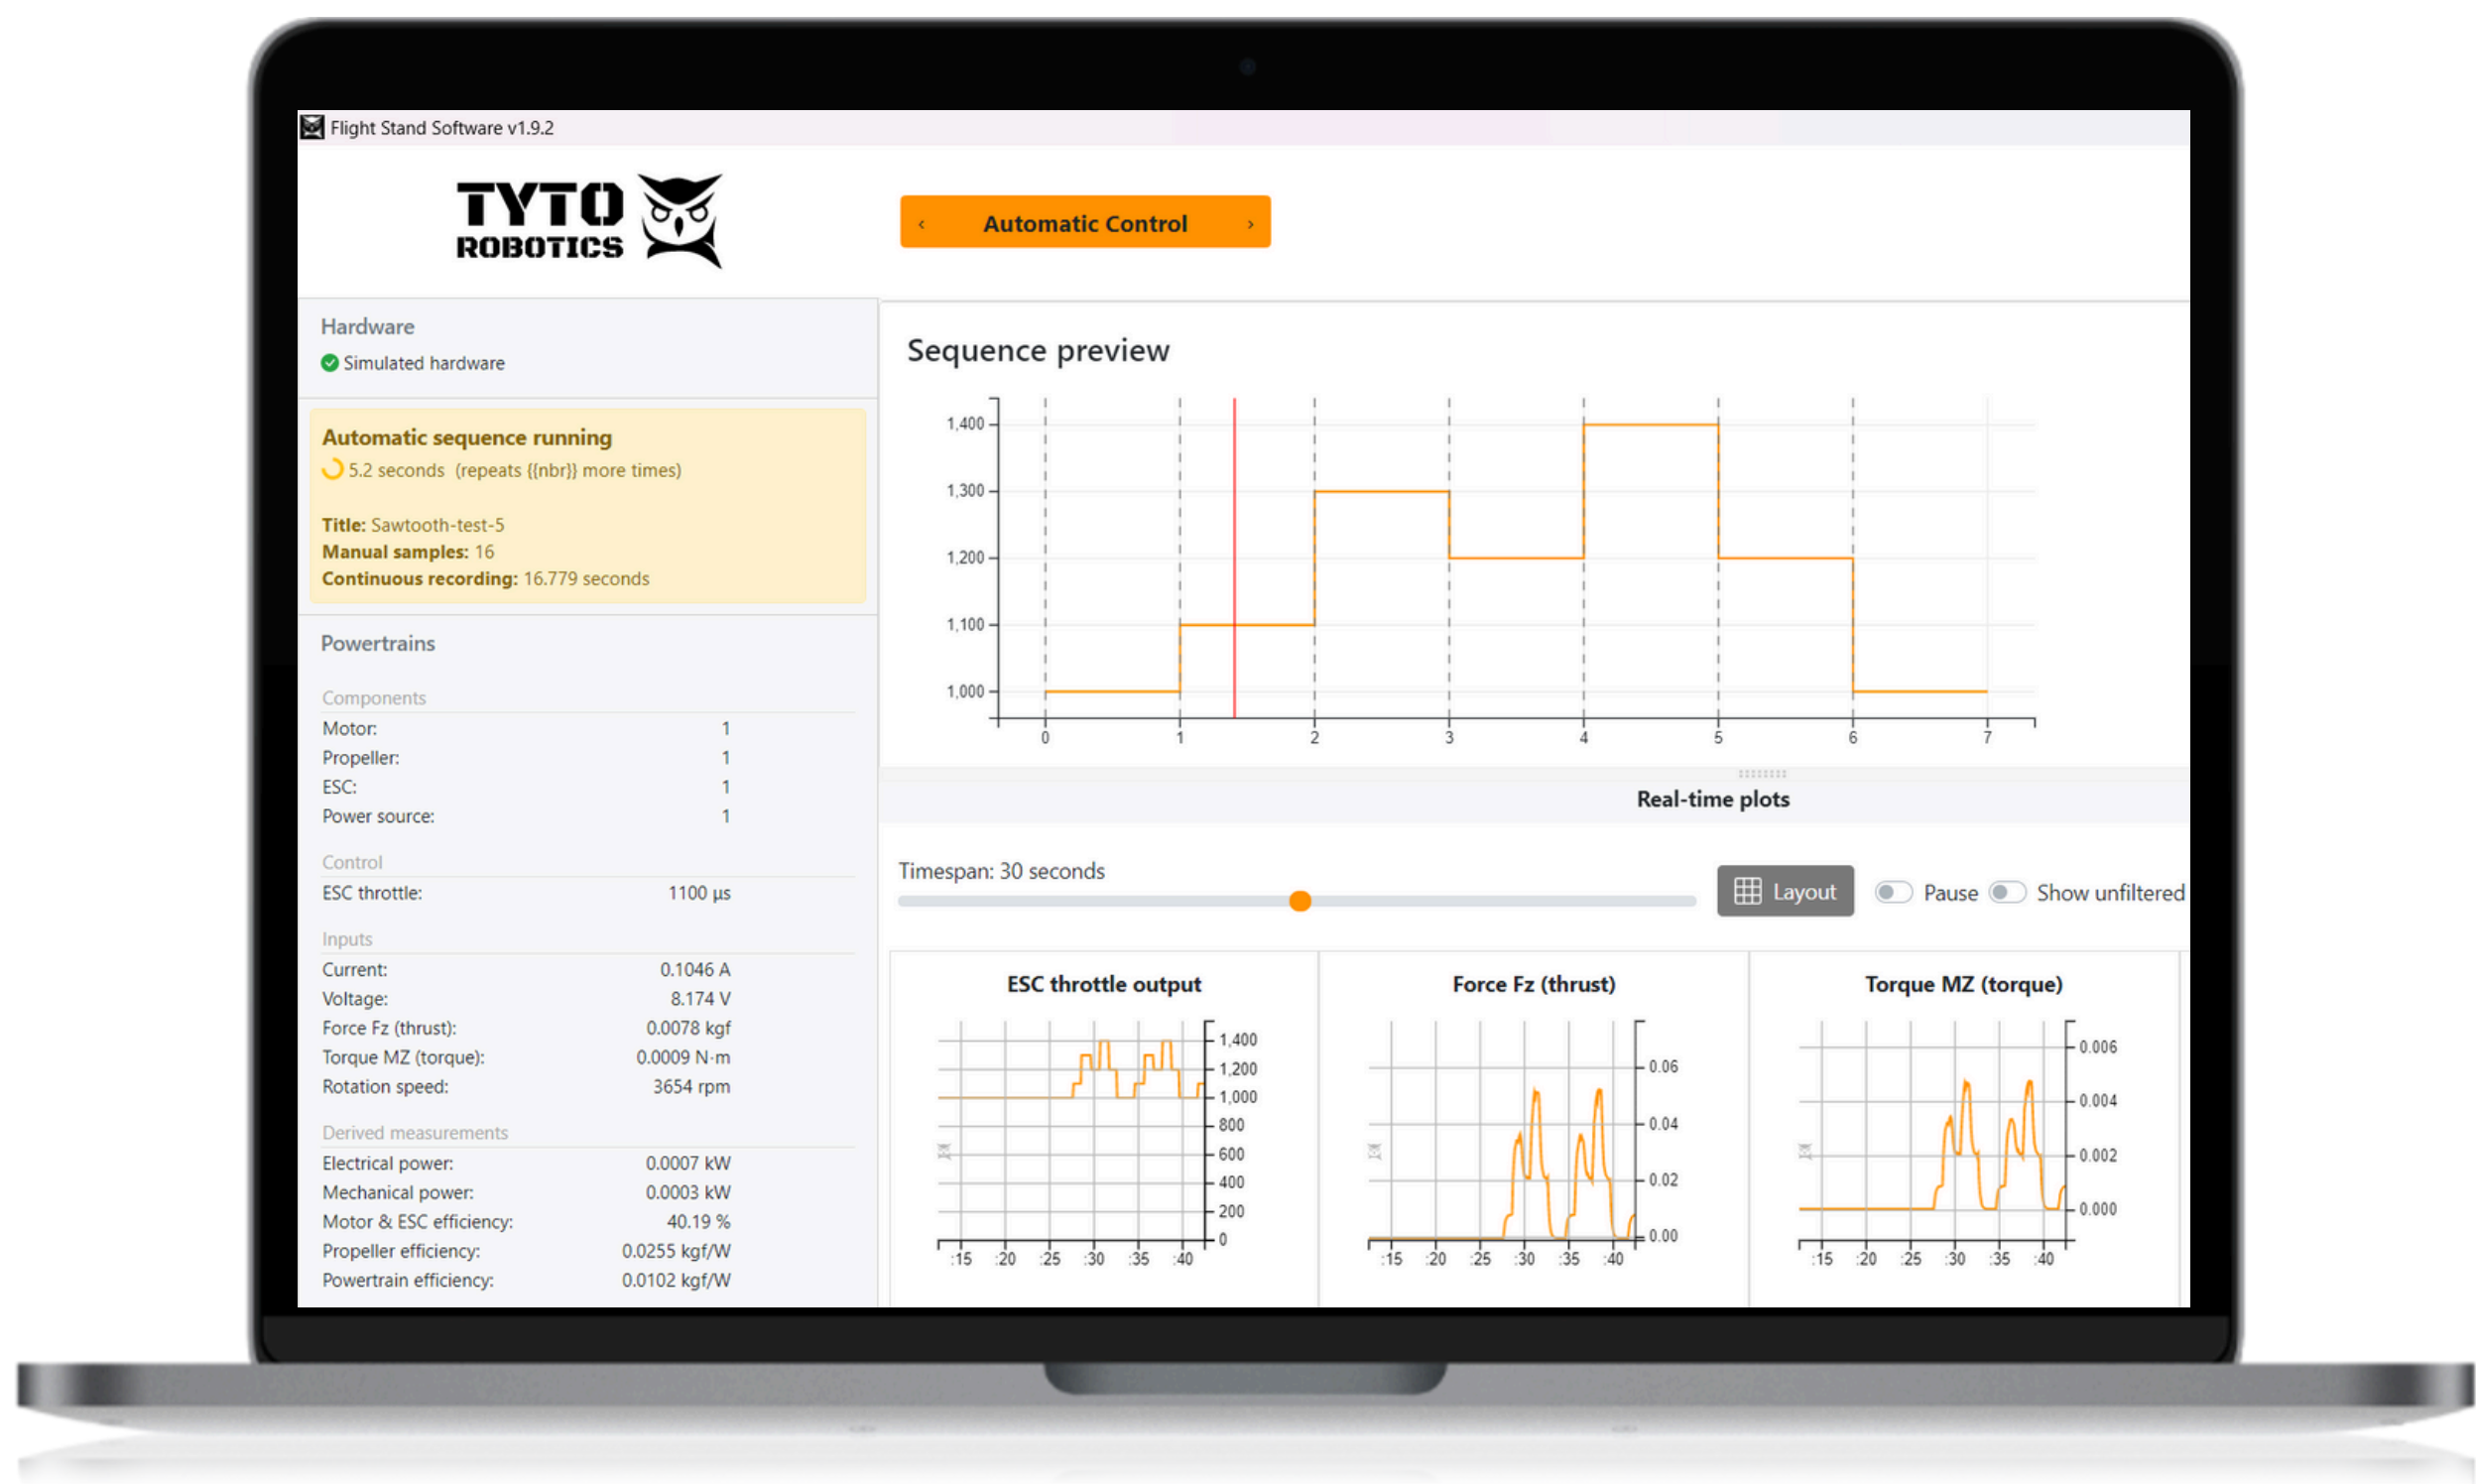 Flight Stand Software v1.9.2
TYTO
ROBOTICS
‹ Automatic Control ›
Hardware
Simulated hardware
Automatic sequence running
5.2 seconds (repeats {{nbr}} more times)
Title: Sawtooth-test-5
Manual samples: 16
Continuous recording: 16.779 seconds
Powertrains
Components
Motor: 1
Propeller: 1
ESC: 1
Power source: 1
Control
ESC throttle: 1100 µs
Inputs
Current: 0.1046 A
Voltage: 8.174 V
Force Fz (thrust): 0.0078 kgf
Torque MZ (torque): 0.0009 N·m
Rotation speed: 3654 rpm
Derived measurements
Electrical power: 0.0007 kW
Mechanical power: 0.0003 kW
Motor & ESC efficiency: 40.19 %
Propeller efficiency: 0.0255 kgf/W
Powertrain efficiency: 0.0102 kgf/W
Sequence preview
1,400
1,300
1,200
1,100
1,000
0 1 2 3 4 5 6 7
Real-time plots
Timespan: 30 seconds
Layout
Pause
Show unfiltered
ESC throttle output
1,400
1,200
1,000
800
600
400
200
0
:15 :20 :25 :30 :35 :40
Force Fz (thrust)
0.06
0.04
0.02
0.00
:15 :20 :25 :30 :35 :40
Torque MZ (torque)
0.006
0.004
0.002
0.000
:15 :20 :25 :30 :35 :40